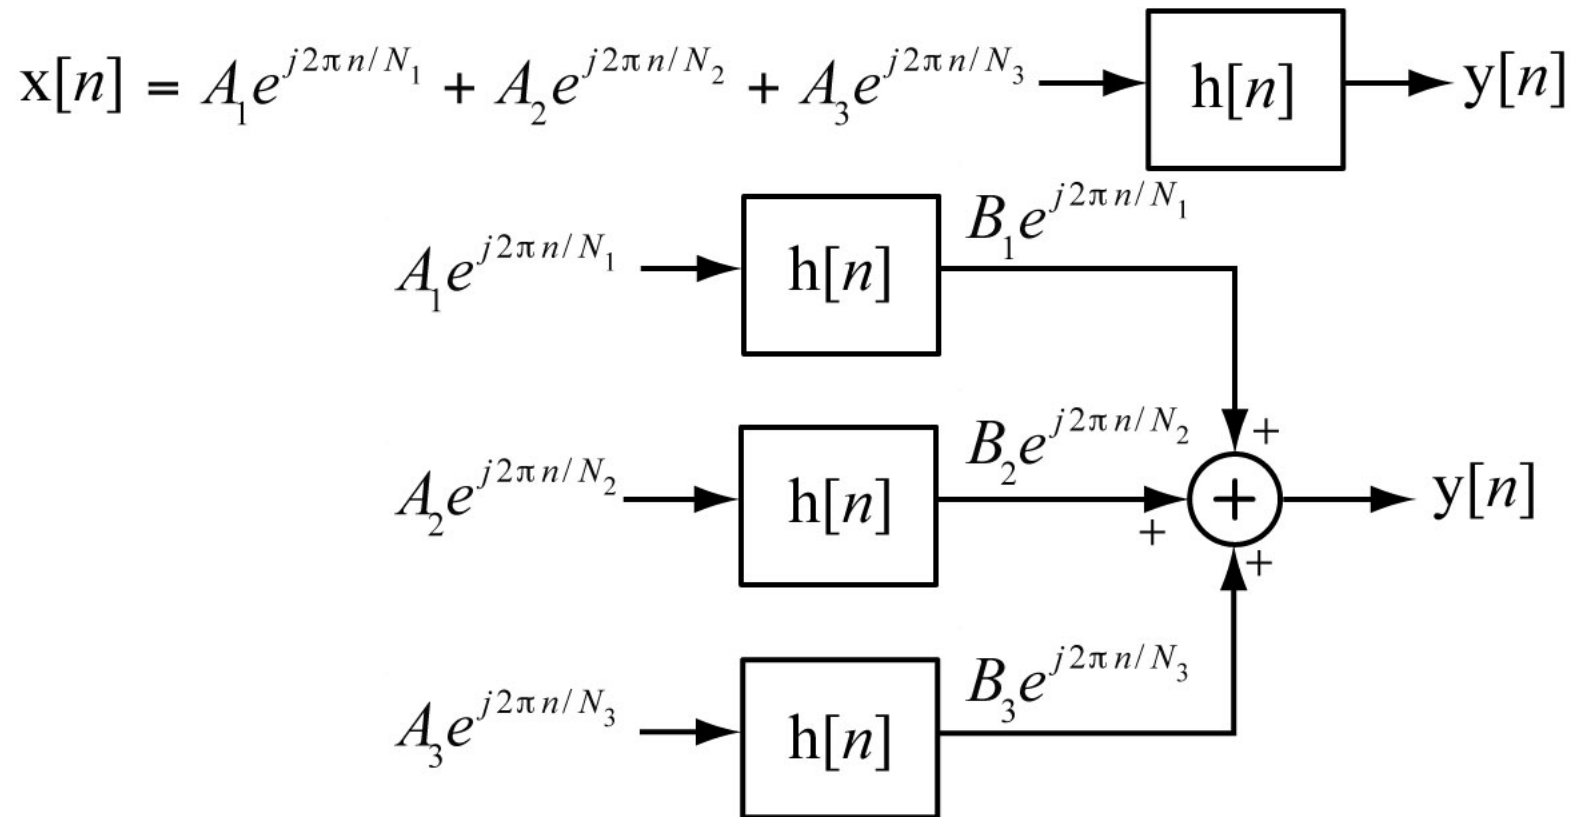 x[n] = A₁e^{j2πn/N₁} + A₂e^{j2πn/N₂} + A₃e^{j2πn/N₃} h[n] y[n]
A₁e^{j2πn/N₁} h[n] B₁e^{j2πn/N₁}
+
A₂e^{j2πn/N₂} h[n] B₂e^{j2πn/N₂} + + y[n]
+
A₃e^{j2πn/N₃} h[n] B₃e^{j2πn/N₃}